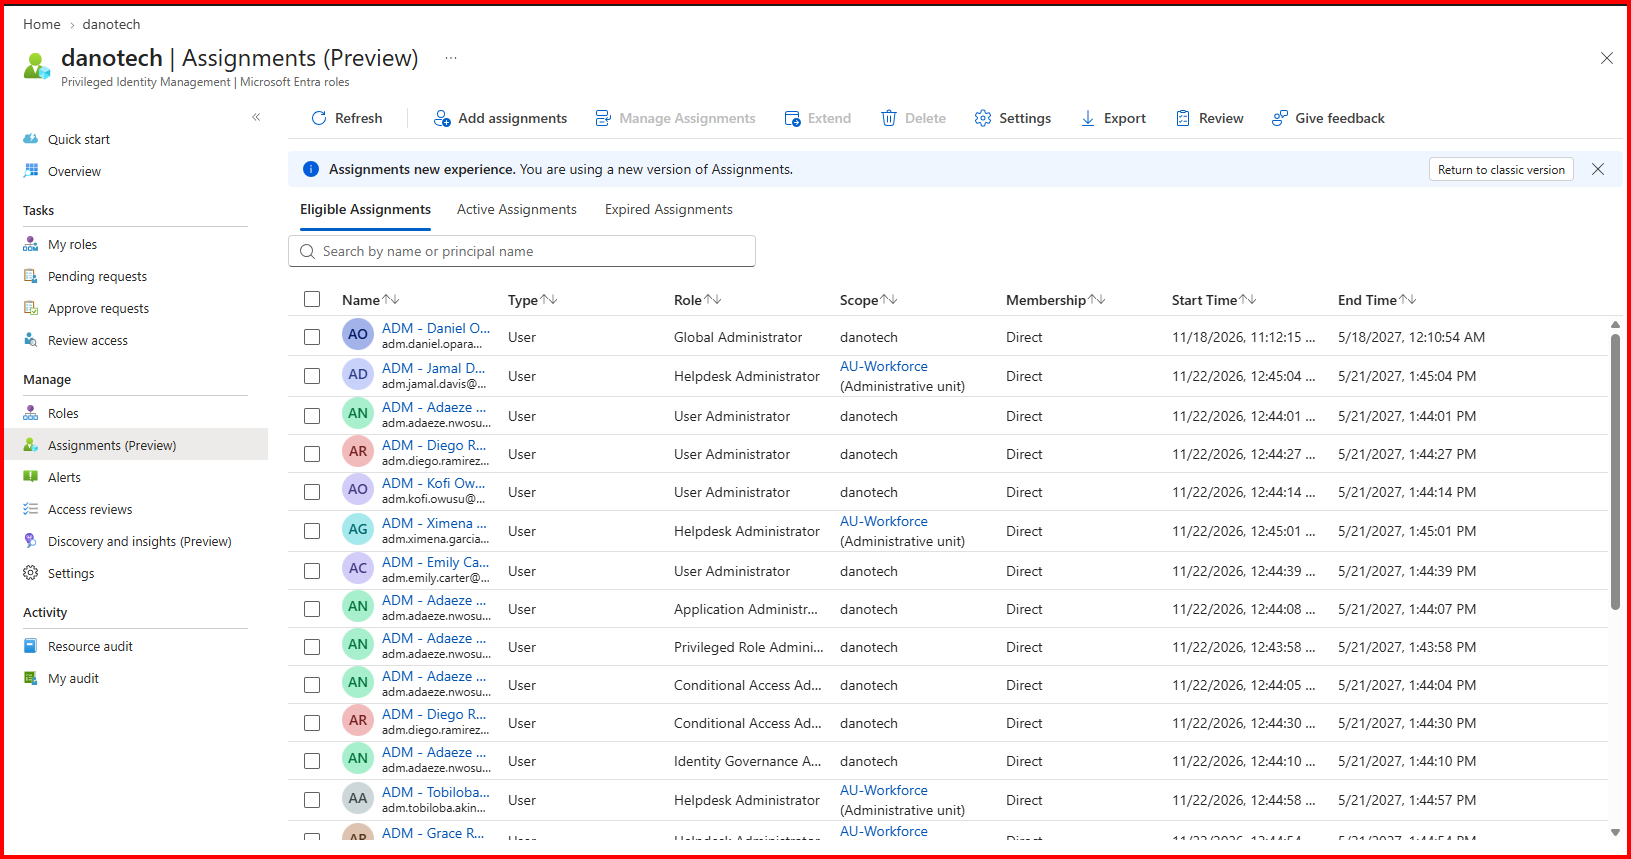 Home > danotech
danotech | Assignments (Preview) ...
Privileged Identity Management | Microsoft Entra roles
Quick start
Overview
Tasks
My roles
Pending requests
Approve requests
Review access
Manage
Roles
Assignments (Preview)
Alerts
Access reviews
Discovery and insights (Preview)
Settings
Activity
Resource audit
My audit
Refresh Add assignments Manage Assignments Extend Delete Settings Export Review Give feedback
Assignments new experience. You are using a new version of Assignments. Return to classic version
Eligible Assignments Active Assignments Expired Assignments
Search by name or principal name
Name↑↓ Type↑↓ Role↑↓ Scope↑↓ Membership↑↓ Start Time↑↓ End Time↑↓
AO ADM - Daniel O... User Global Administrator danotech Direct 11/18/2026, 11:12:15 ... 5/18/2027, 12:10:54 AM
adm.daniel.opara...
AD ADM - Jamal D... User Helpdesk Administrator AU-Workforce Direct 11/22/2026, 12:45:04 ... 5/21/2027, 1:45:04 PM
adm.jamal.davis@... (Administrative unit)
AN ADM - Adaeze ... User User Administrator danotech Direct 11/22/2026, 12:44:01 ... 5/21/2027, 1:44:01 PM
adm.adaeze.nwosu...
AR ADM - Diego R... User User Administrator danotech Direct 11/22/2026, 12:44:27 ... 5/21/2027, 1:44:27 PM
adm.diego.ramirez...
AO ADM - Kofi Ow... User User Administrator danotech Direct 11/22/2026, 12:44:14 ... 5/21/2027, 1:44:14 PM
adm.kofi.owusu@...
AG ADM - Ximena ... User Helpdesk Administrator AU-Workforce Direct 11/22/2026, 12:45:01 ... 5/21/2027, 1:45:01 PM
adm.ximena.garcia... (Administrative unit)
AC ADM - Emily Ca... User User Administrator danotech Direct 11/22/2026, 12:44:39 ... 5/21/2027, 1:44:39 PM
adm.emily.carter@...
AN ADM - Adaeze ... User Application Administr... danotech Direct 11/22/2026, 12:44:08 ... 5/21/2027, 1:44:07 PM
adm.adaeze.nwosu...
AN ADM - Adaeze ... User Privileged Role Admini... danotech Direct 11/22/2026, 12:43:58 ... 5/21/2027, 1:43:58 PM
adm.adaeze.nwosu...
AN ADM - Adaeze ... User Conditional Access Ad... danotech Direct 11/22/2026, 12:44:05 ... 5/21/2027, 1:44:04 PM
adm.adaeze.nwosu...
AR ADM - Diego R... User Conditional Access Ad... danotech Direct 11/22/2026, 12:44:30 ... 5/21/2027, 1:44:30 PM
adm.diego.ramirez...
AN ADM - Adaeze ... User Identity Governance A... danotech Direct 11/22/2026, 12:44:10 ... 5/21/2027, 1:44:10 PM
adm.adaeze.nwosu...
AA ADM - Tobiloba... User Helpdesk Administrator AU-Workforce Direct 11/22/2026, 12:44:58 ... 5/21/2027, 1:44:57 PM
adm.tobiloba.akin... (Administrative unit)
ADM - Grace R... AU-Workforce